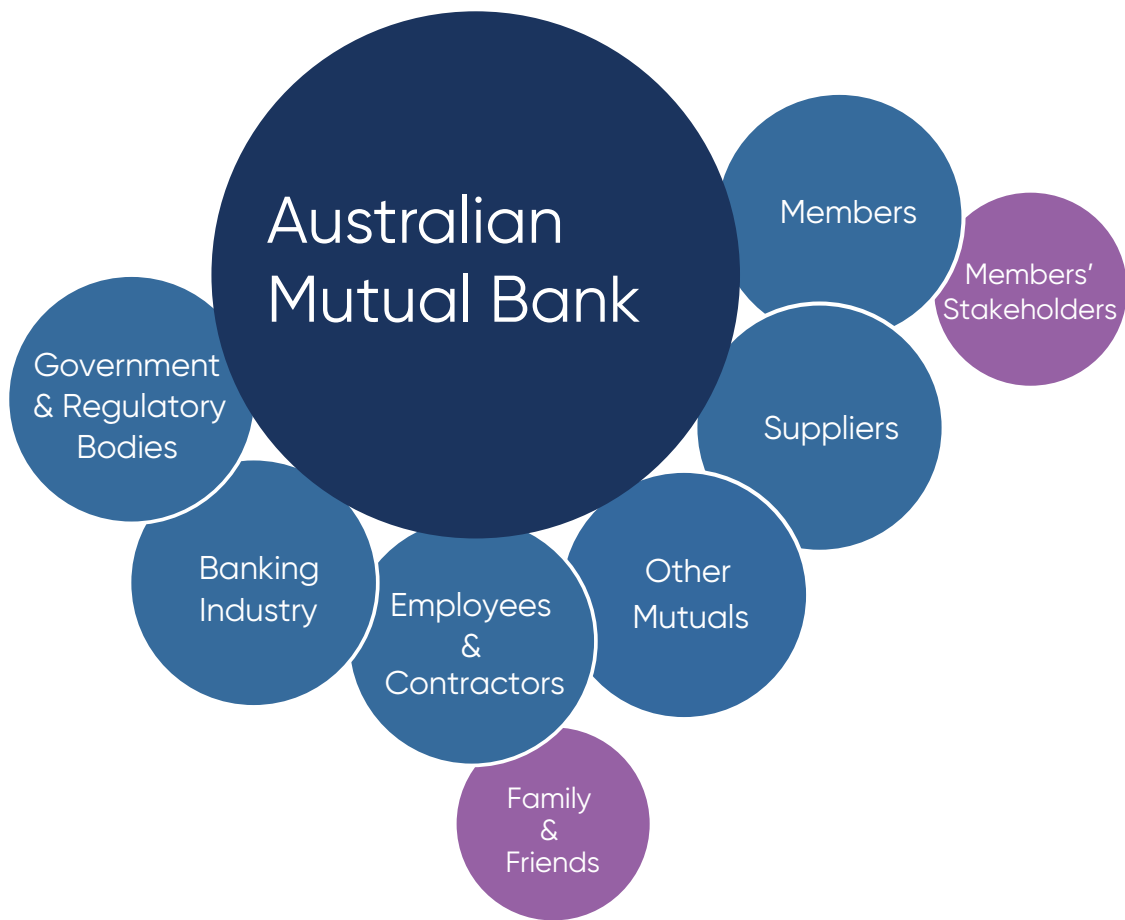 Australian
Mutual Bank
Members
Members’
Stakeholders
Suppliers
Other
Mutuals
Employees
&
Contractors
Family
&
Friends
Banking
Industry
Government
& Regulatory
Bodies